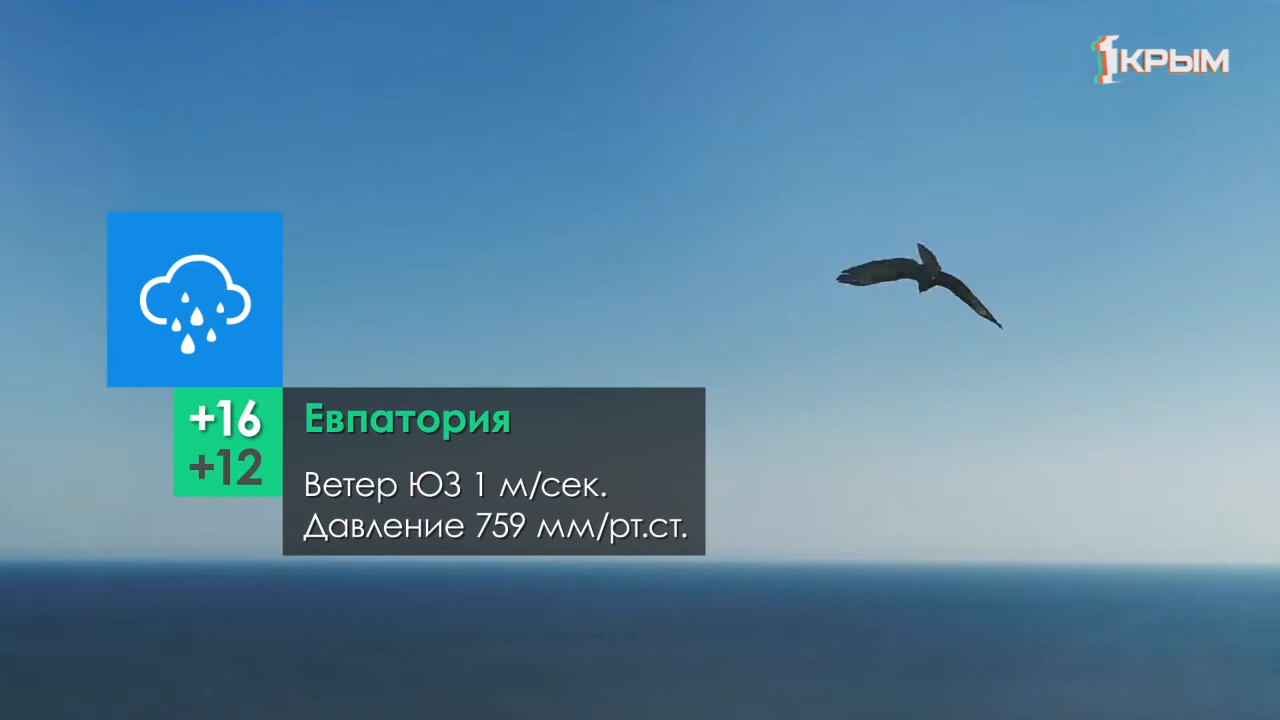 1КРЫМ
+16
+12
Евпатория
Ветер ЮЗ 1 м/сек.
Давление 759 мм/рт.ст.